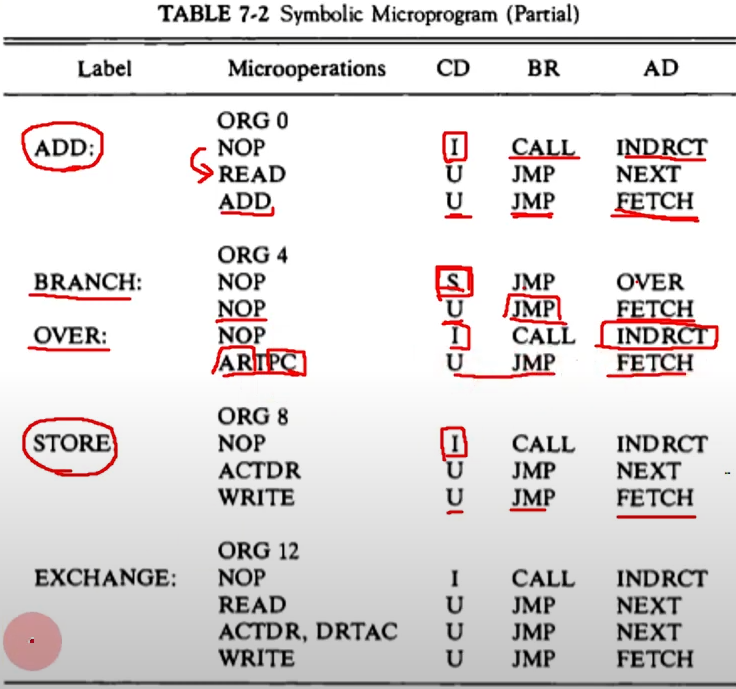 TABLE 7-2 Symbolic Microprogram (Partial)
Label Microoperations CD BR AD
ORG 0
ADD: NOP I CALL INDRCT
READ U JMP NEXT
ADD U JMP FETCH
ORG 4
BRANCH: NOP S JMP OVER
NOP U JMP FETCH
OVER: NOP I CALL INDRCT
ARTPC U JMP FETCH
ORG 8
STORE NOP I CALL INDRCT
ACTDR U JMP NEXT
WRITE U JMP FETCH
ORG 12
EXCHANGE: NOP I CALL INDRCT
READ U JMP NEXT
ACTDR, DRTAC U JMP NEXT
WRITE U JMP FETCH